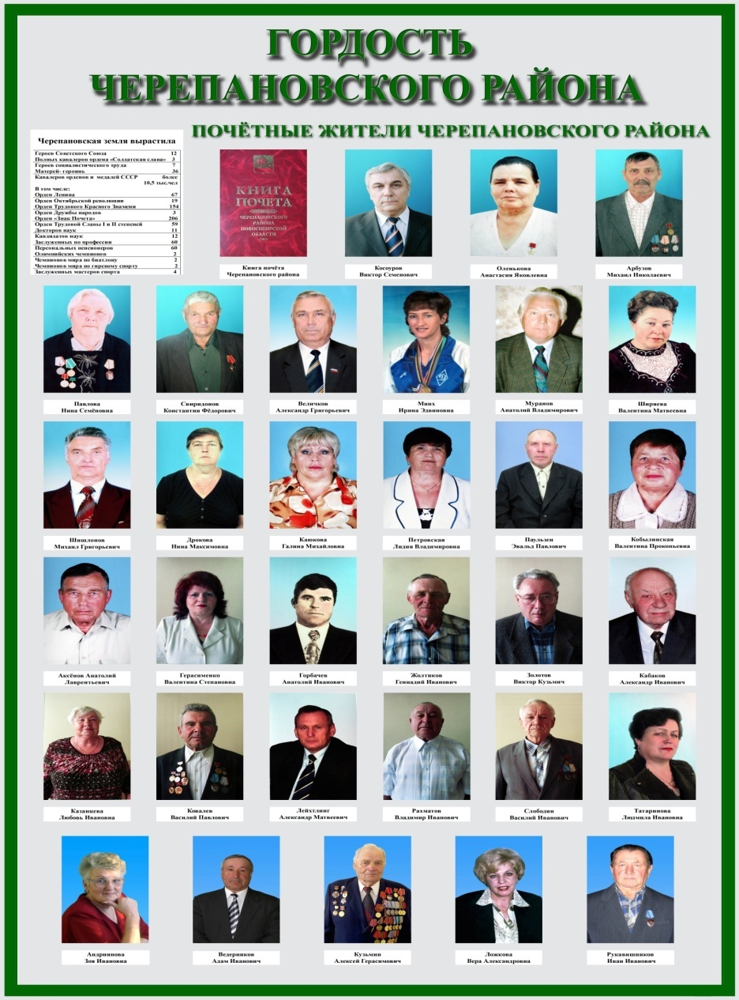 ГОРДОСТЬ
ЧЕРЕПАНОВСКОГО РАЙОНА
ПОЧЁТНЫЕ ЖИТЕЛИ ЧЕРЕПАНОВСКОГО РАЙОНА
Черепановская земля вырастила
Героев Советского Союза 12
Полных кавалеров ордена «Солдатская слава» 3
Героев социалистического труда 7
Матерей- героинь 36
Кавалеров орденов и медалей СССР более
10,5 тыс.чел
В том числе:
Орден Ленина 67
Орден Октябрьской революции 19
Орден Трудового Красного Знамени 154
Орден Дружбы народов 3
Орден «Знак Почета» 206
Орден Трудовой Славы I и II степеней 59
Докторов наук 11
Кандидатов наук 12
Заслуженных по профессии 60
Персональных пенсионеров 60
Олимпийских чемпионов 2
Чемпионов мира по биатлону 2
Чемпионов мира по гиревому спорту 2
Заслуженных мастеров спорта 4
КНИГА
ПОЧЕТА
ЧЕРЕПАНОВСКОГО
РАЙОНА
НОВОСИБИРСКОЙ
ОБЛАСТИ
Книга почёта
Черепановского района
Косоуров
Виктор Семенович
Оленькова
Анастасия Яковлевна
Арбузов
Михаил Николаевич
Павлова
Нина Семёновна
Свиридонов
Константин Фёдорович
Величков
Александр Григорьевич
Миих
Ирина Эдвиновна
Муранов
Анатолий Владимирович
Ширяева
Валентина Матвеевна
Шишлонов
Михаил Григорьевич
Дрокова
Нина Максимовна
Каюкова
Галина Михайловна
Петровская
Лидия Владимировна
Паульзен
Эвальд Павлович
Кобылинская
Валентина Прокопьевна
Аксёнов Анатолий
Лаврентьевич
Герасименко
Валентина Степановна
Горбачев
Анатолий Иванович
Жолтиков
Геннадий Иванович
Золотов
Виктор Кузьмич
Кабаков
Александр Иванович
Казанцева
Любовь Ивановна
Ковалев
Василий Павлович
Лейхтлинг
Александр Матвеевич
Рахматов
Владимир Иванович
Слободян
Василий Иванович
Татаринова
Людмила Ивановна
Андриянова
Зоя Ивановна
Ведерников
Адам Иванович
Кузьмин
Алексей Герасимович
Ложкова
Вера Александровна
Рукавишников
Иван Иванович